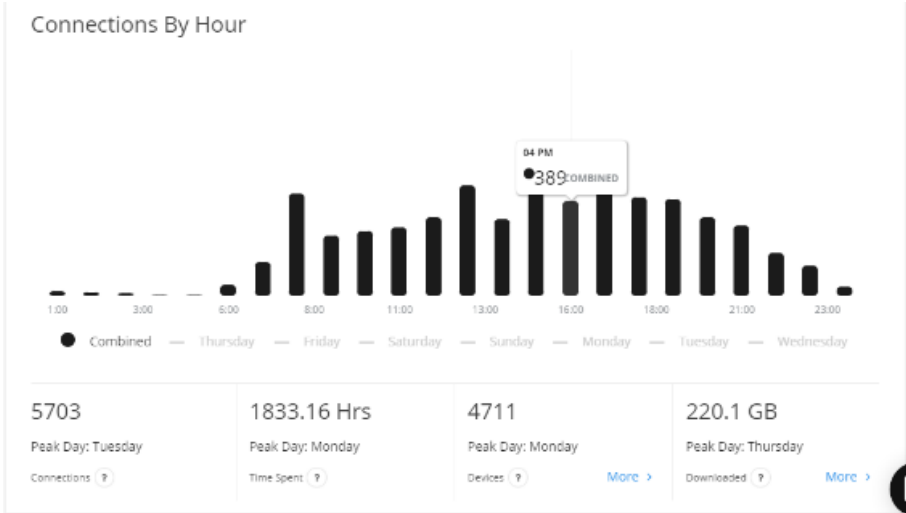 Connections By Hour
04 PM
389 COMBINED
1:00 3:00 6:00 8:00 11:00 13:00 16:00 18:00 21:00 23:00
Combined — Thursday — Friday — Saturday — Sunday — Monday — Tuesday — Wednesday
5703 1833.16 Hrs 4711 220.1 GB
Peak Day: Tuesday Peak Day: Monday Peak Day: Monday Peak Day: Thursday
Connections ? Time Spent ? Devices ? More > Downloaded ? More >